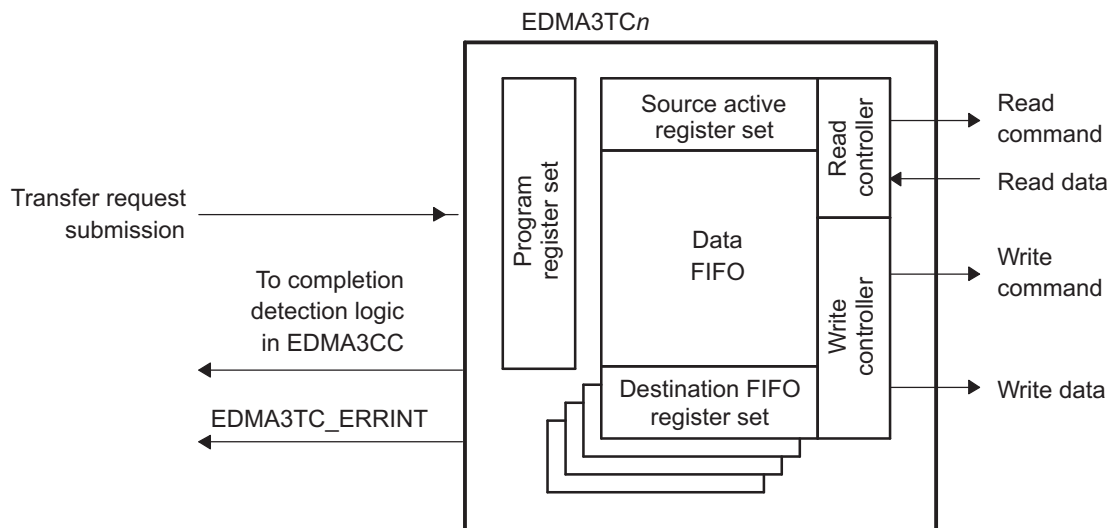 EDMA3TCn
Source active
register set
Read
controller
Read
command
Read data
Transfer request
submission
Program
register set
Data
FIFO
Write
controller
Write
command
To completion
detection logic
in EDMA3CC
Destination FIFO
register set
Write data
EDMA3TC_ERRINT